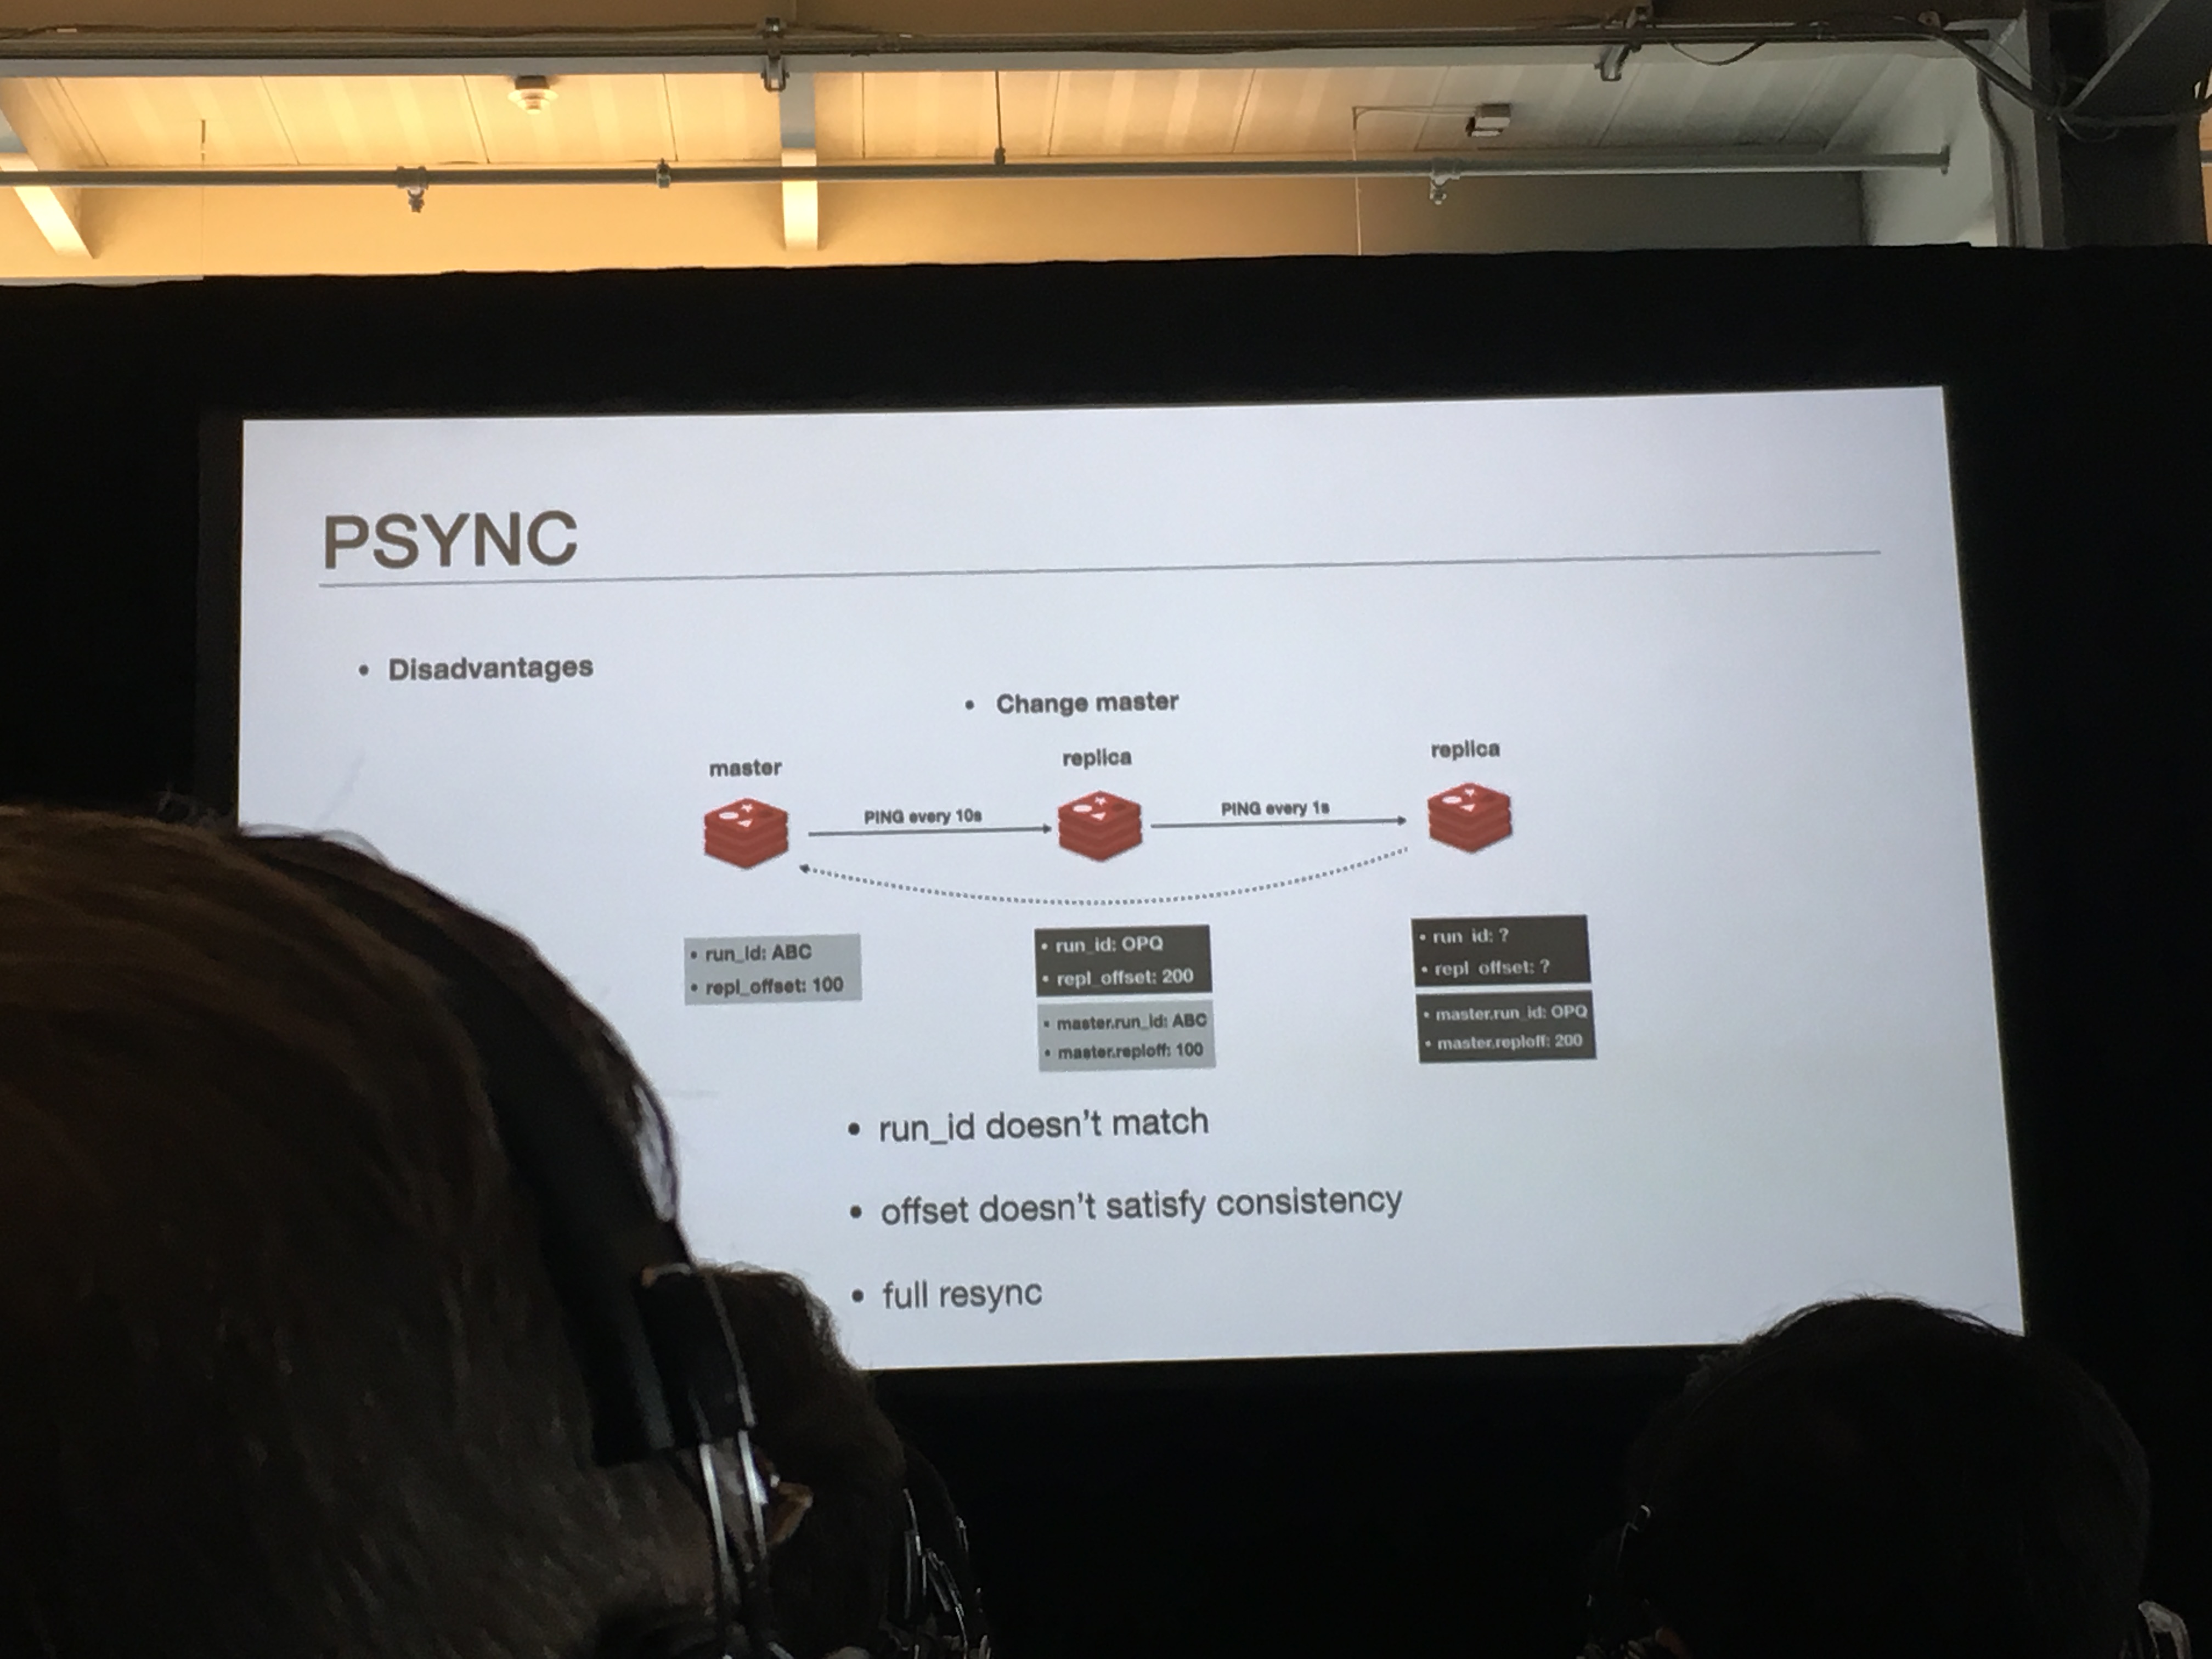 PSYNC
• Disadvantages
• Change master
master
replica
replica
PING every 10s
PING every 1s
• run_id: ABC
• repl_offset: 100
• run_id: OPQ
• repl_offset: 200
• master.run_id: ABC
• master.reploff: 100
• run_id: ?
• repl_offset: ?
• master.run_id: OPQ
• master.reploff: 200
• run_id doesn't match
• offset doesn't satisfy consistency
• full resync